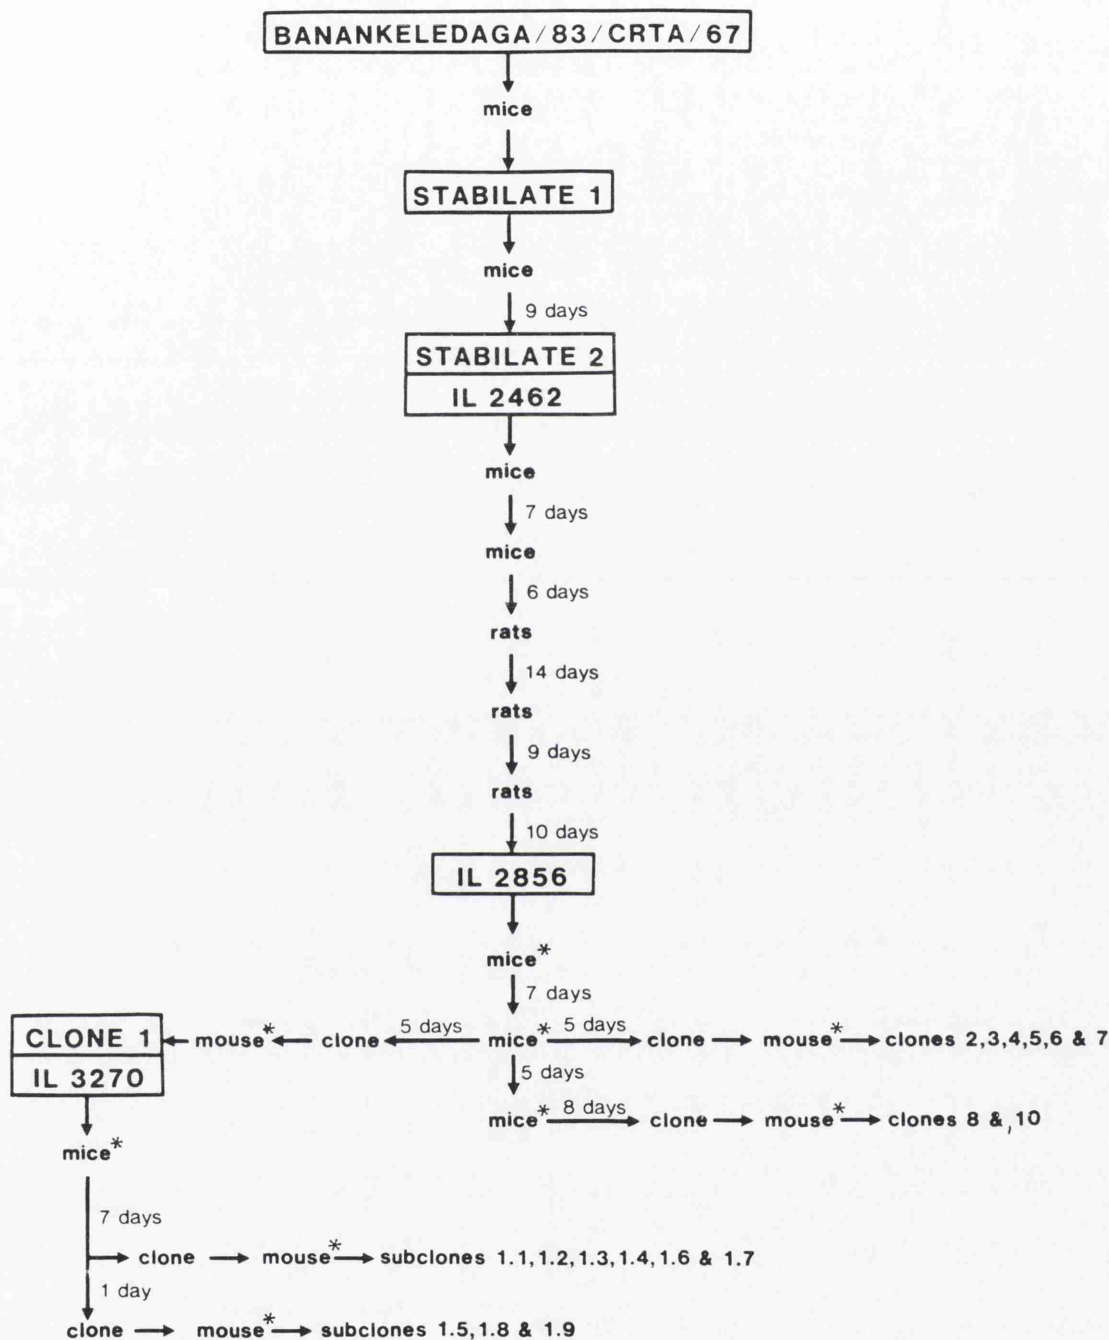 BANANKELEDAGA/83/CRTA/67
mice
STABILATE 1
mice
9 days
STABILATE 2
IL 2462
mice
7 days
mice
6 days
rats
14 days
rats
9 days
rats
10 days
IL 2856
mice*
7 days
CLONE 1 mouse* clone 5 days mice* 5 days clone mouse* clones 2,3,4,5,6 & 7
IL 3270
5 days
mice* 8 days clone mouse* clones 8 & 10
mice*
7 days
clone mouse* subclones 1.1, 1.2, 1.3, 1.4, 1.6 & 1.7
1 day
clone mouse* subclones 1.5, 1.8 & 1.9